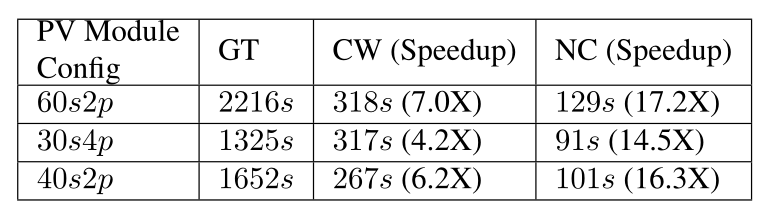 PV Module Config GT CW (Speedup) NC (Speedup)
60s2p 2216s 318s (7.0X) 129s (17.2X)
30s4p 1325s 317s (4.2X) 91s (14.5X)
40s2p 1652s 267s (6.2X) 101s (16.3X)